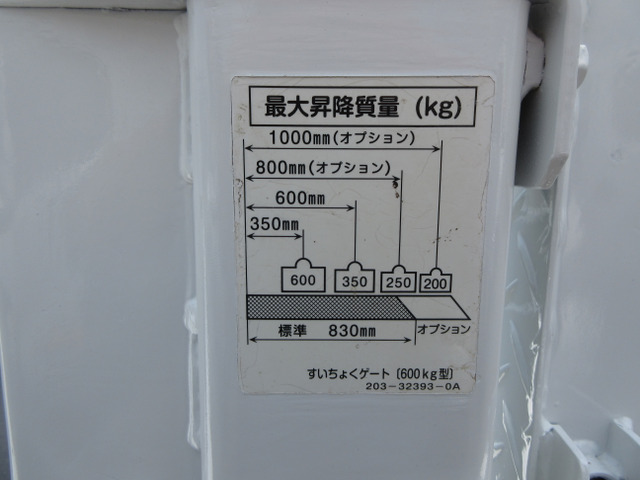 最大昇降質量 (kg)
1000mm(オプション)
800mm(オプション)
600mm
350mm
600 350 250 200
標準 830mm オプション
すいちょくゲート〔600kg型〕
203-32393-0A